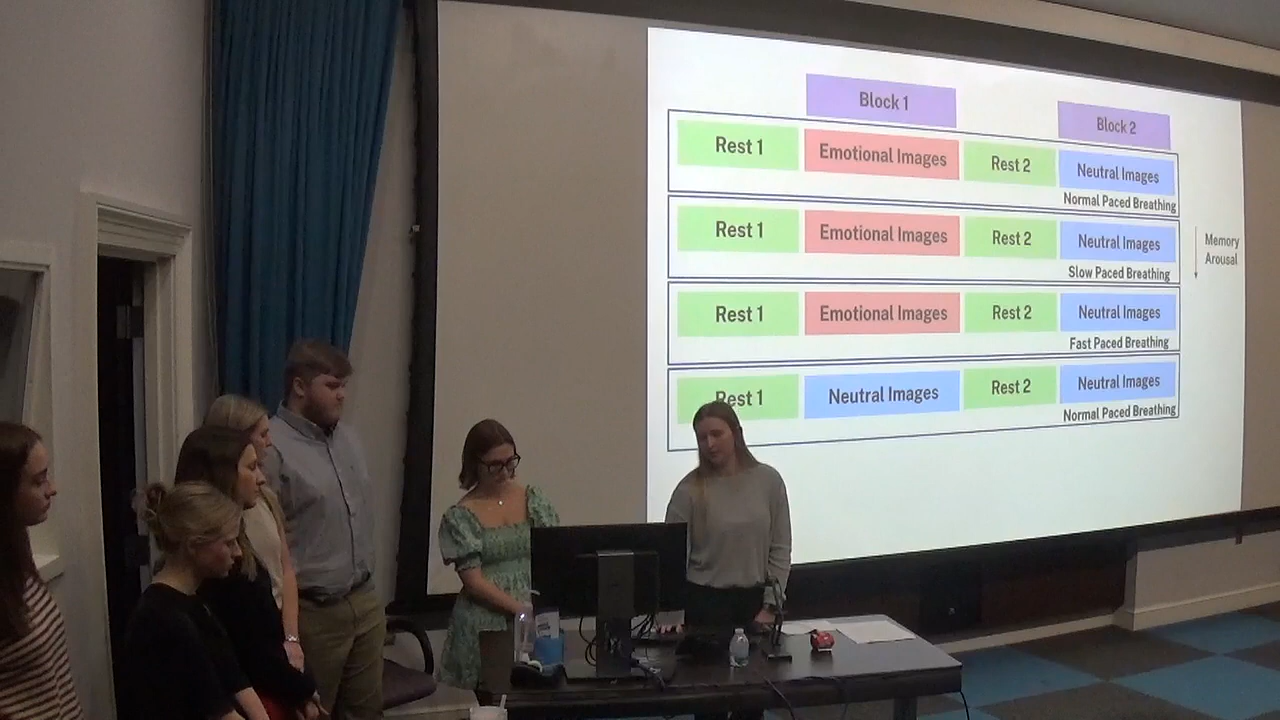 Block 1
Block 2
Rest 1
Emotional Images
Rest 2
Neutral Images
Normal Paced Breathing
Rest 1
Emotional Images
Rest 2
Neutral Images
Slow Paced Breathing
Memory
Arousal
Rest 1
Emotional Images
Rest 2
Neutral Images
Fast Paced Breathing
Rest 1
Neutral Images
Rest 2
Neutral Images
Normal Paced Breathing